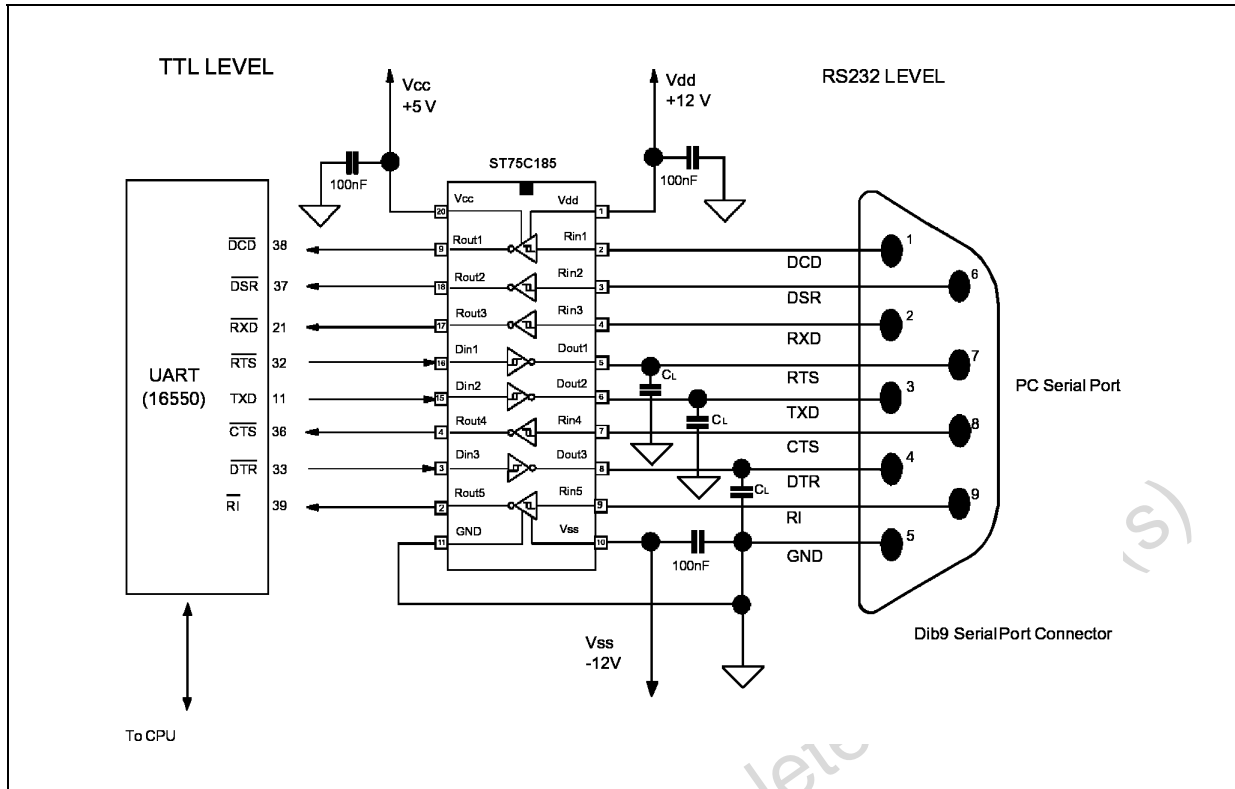 TTL LEVEL
RS232 LEVEL
Vcc
+5 V
Vdd
+12 V
ST75C185
100nF
100nF
UART
(16550)
DCD 38
DSR 37
RXD 21
RTS 32
TXD 11
CTS 36
DTR 33
RI 39
To CPU
Vcc 20
Rout1 9
Rout2 18
Rout3 17
Din1 16
Din2 15
Rout4 4
Din3 3
Rout5 2
GND 11
Vdd 1
Rin1 2
Rin2 3
Rin3 4
Dout1 5
Dout2 6
Rin4 7
Dout3 8
Rin5 9
Vss 10
CL
CL
CL
100nF
Vss
-12V
DCD 1
DSR 6
RXD 2
RTS 7
TXD 3
CTS 8
DTR 4
RI 9
GND 5
PC Serial Port
Dib9 SerialPort Connector